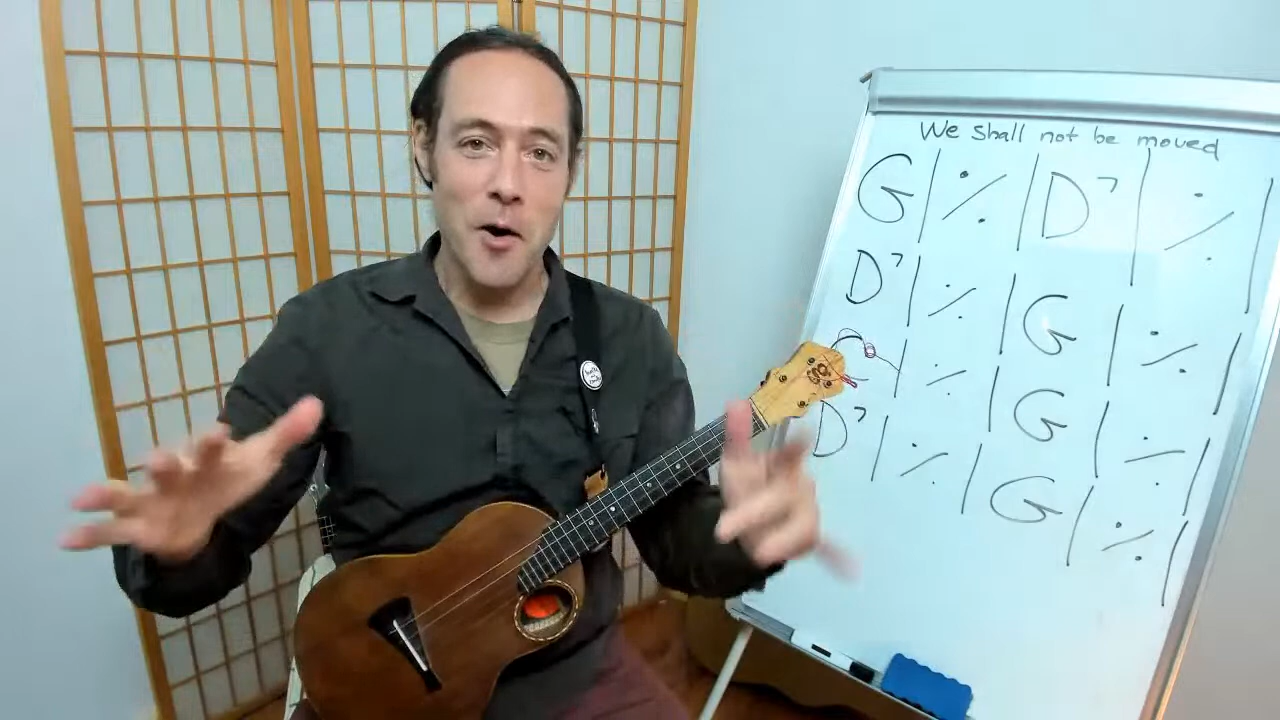 We shall not be moved
G | ٪ | D7 | ٪ |
D7 | ٪ | G | ٪ |
| ٪ | G | ٪ |
D7 | ٪ | G | ٪ |